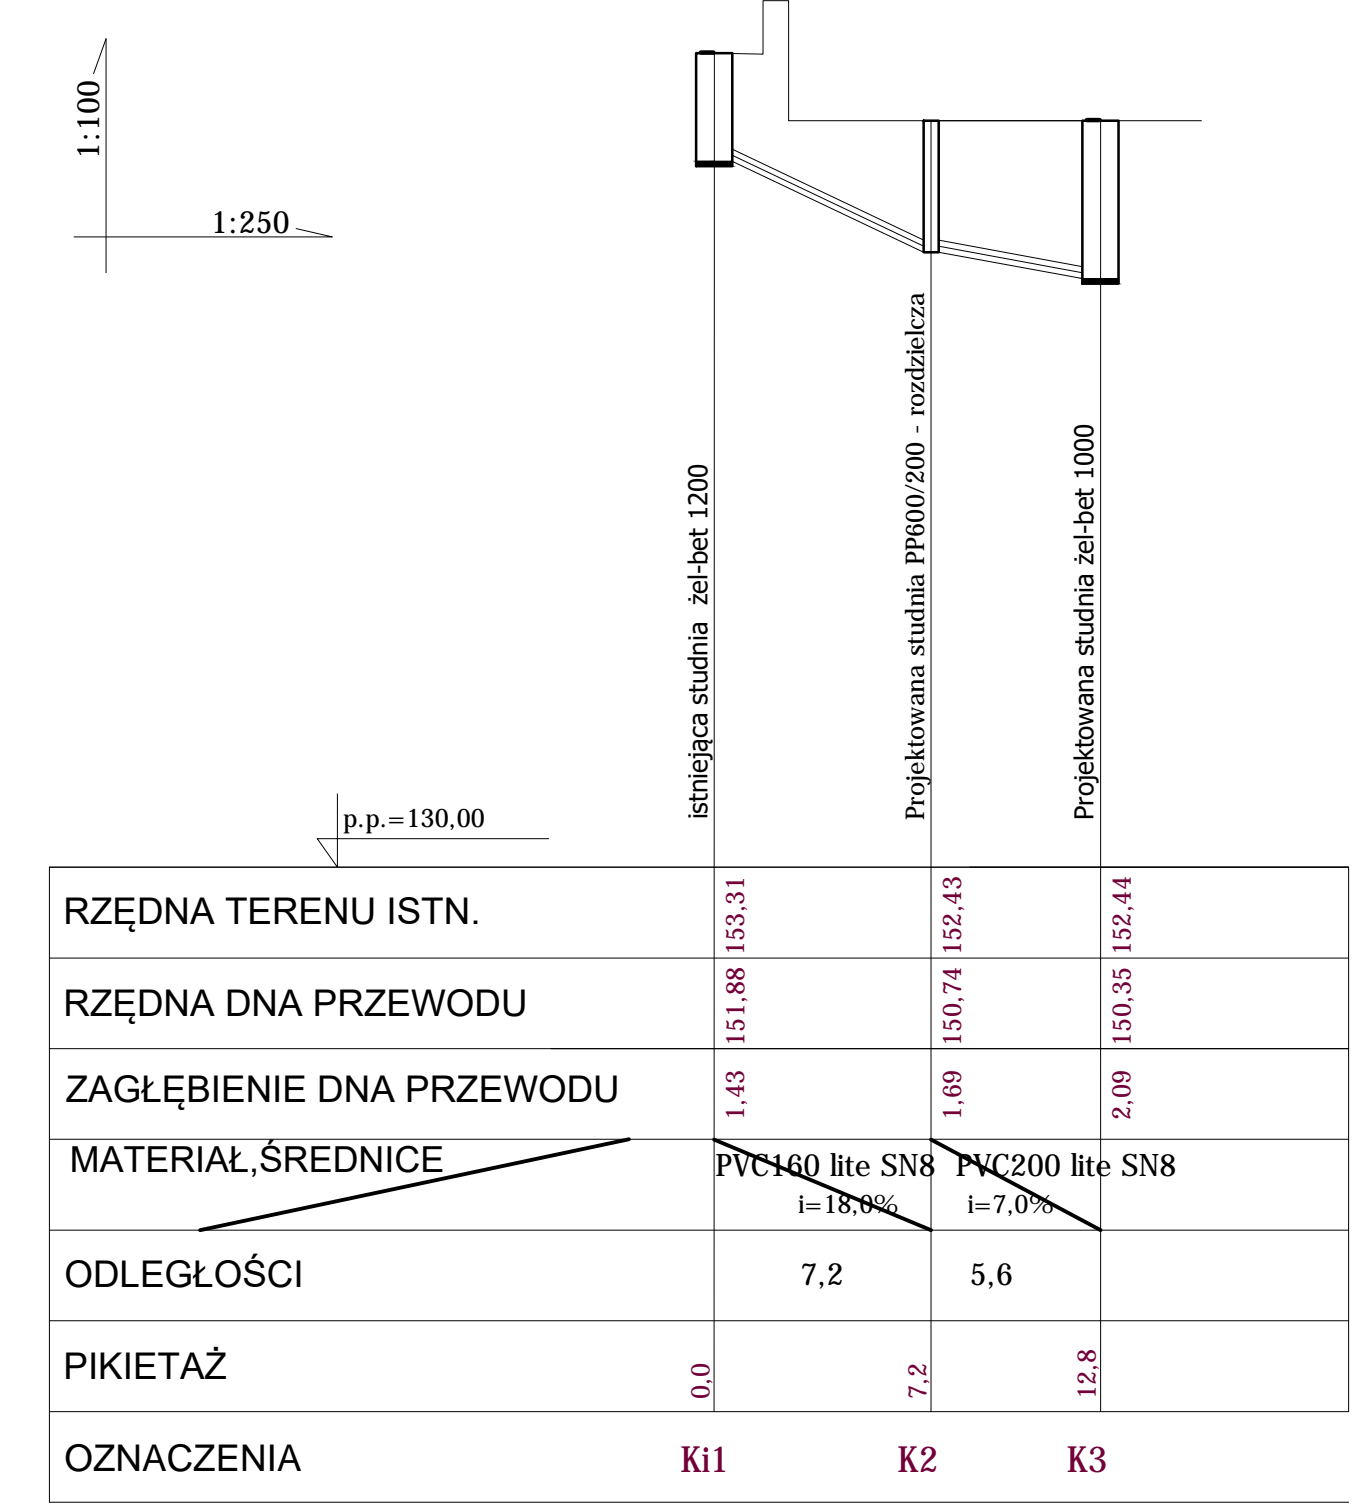 1:100
1:250
istniejąca studnia żel-bet 1200
Projektowana studnia PP600/200 - rozdzielcza
Projektowana studnia żel-bet 1000
p.p.=130,00
RZĘDNA TERENU ISTN. 153,31 152,43 152,44
RZĘDNA DNA PRZEWODU 151,88 150,74 150,35
ZAGŁĘBIENIE DNA PRZEWODU 1,43 1,69 2,09
MATERIAŁ,ŚREDNICE PVC160 lite SN8 PVC200 lite SN8
i=18,0% i=7,0%
ODLEGŁOŚCI 7,2 5,6
PIKIETAŻ 0,0 7,2 12,8
OZNACZENIA Ki1 K2 K3